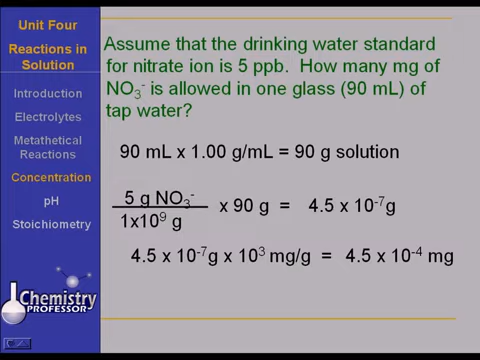 Unit Four
Reactions in
Solution
Introduction
Electrolytes
Metathetical
Reactions
Concentration
pH
Stoichiometry
Chemistry
PROFESSOR
Assume that the drinking water standard
for nitrate ion is 5 ppb. How many mg of
NO₃⁻ is allowed in one glass (90 mL) of
tap water?
90 mL x 1.00 g/mL = 90 g solution
5 g NO₃⁻
1x10⁹ g
x 90 g = 4.5 x 10⁻⁷g
4.5 x 10⁻⁷g x 10³ mg/g = 4.5 x 10⁻⁴ mg